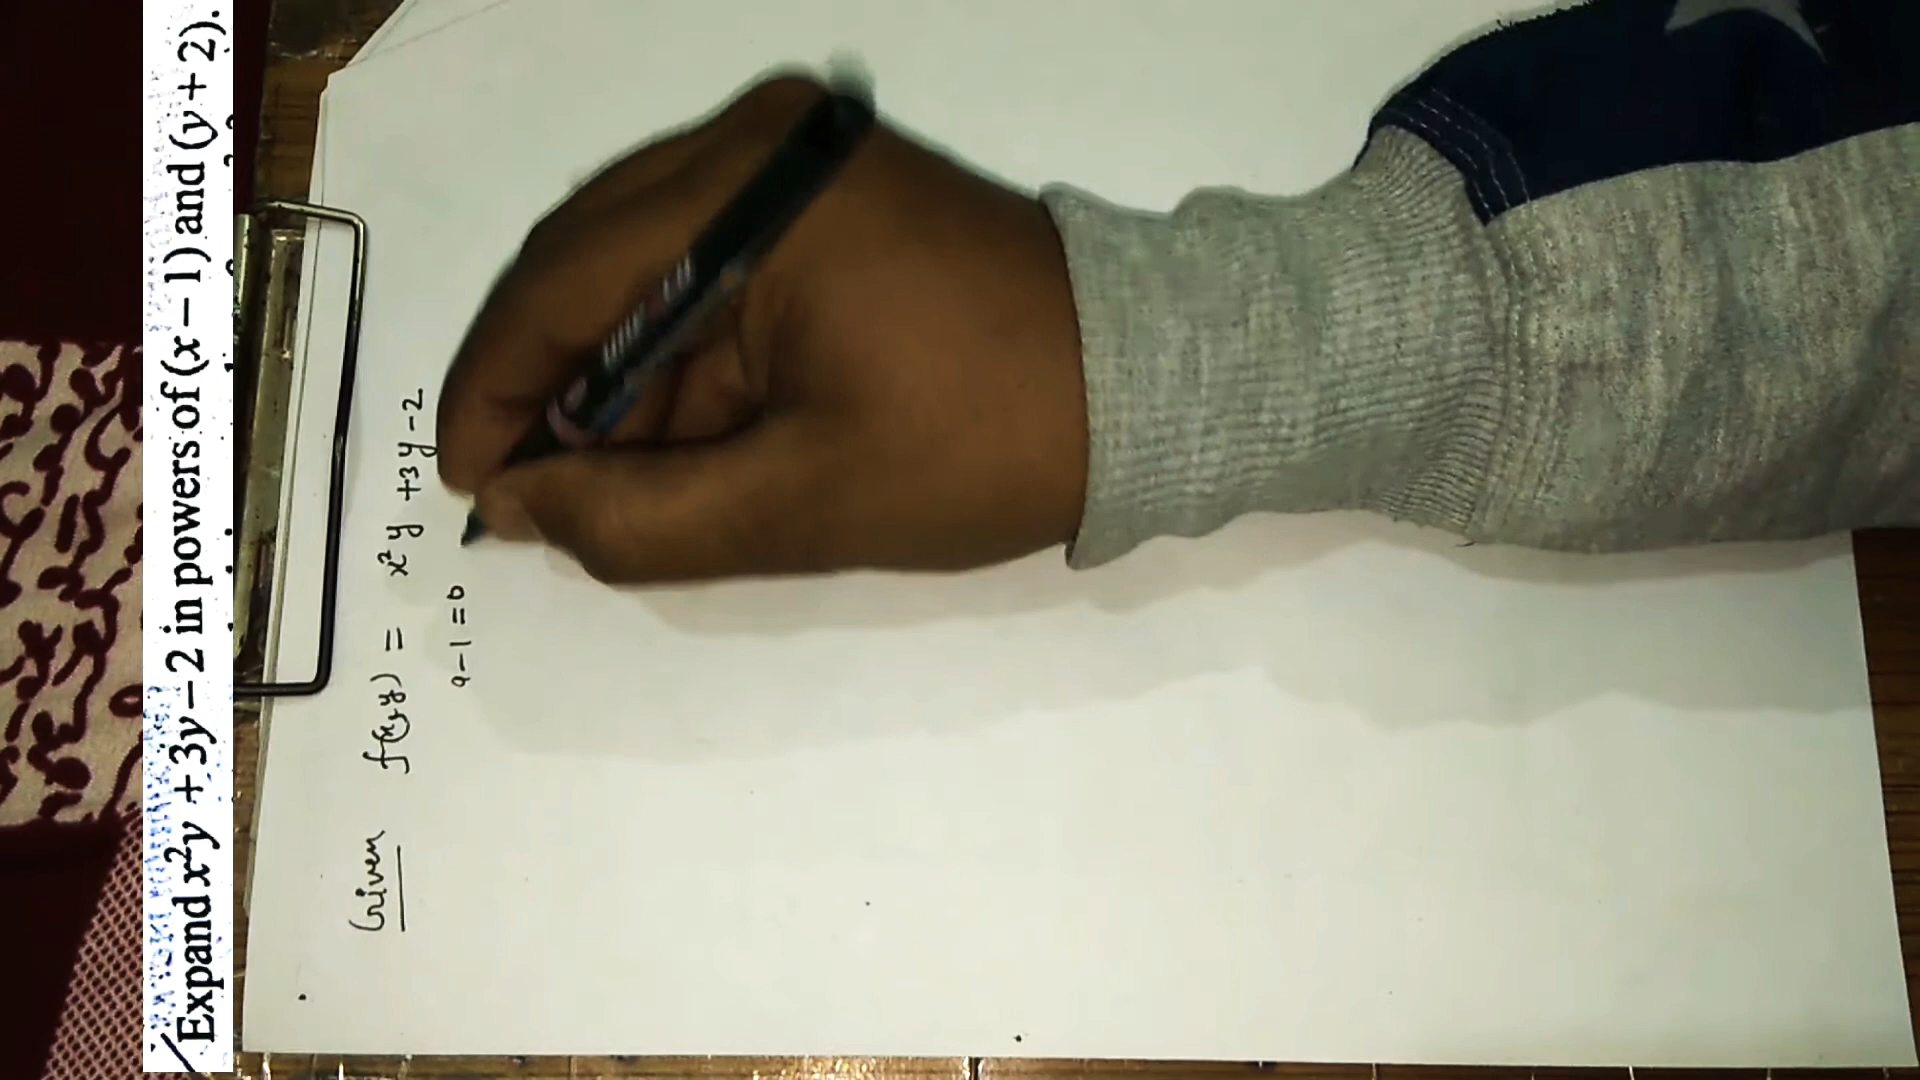 Expand x²y + 3y – 2 in powers of (x – 1) and (y + 2).
Given f(x,y) = x²y + 3y - 2
a - 1 = 0